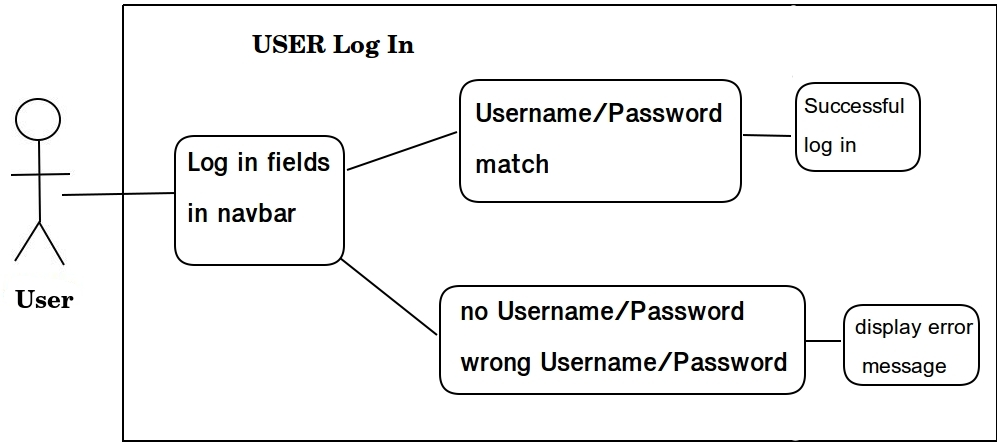 USER Log In
User
Log in fields
in navbar
Username/Password
match
Successful
log in
no Username/Password
wrong Username/Password
display error
message